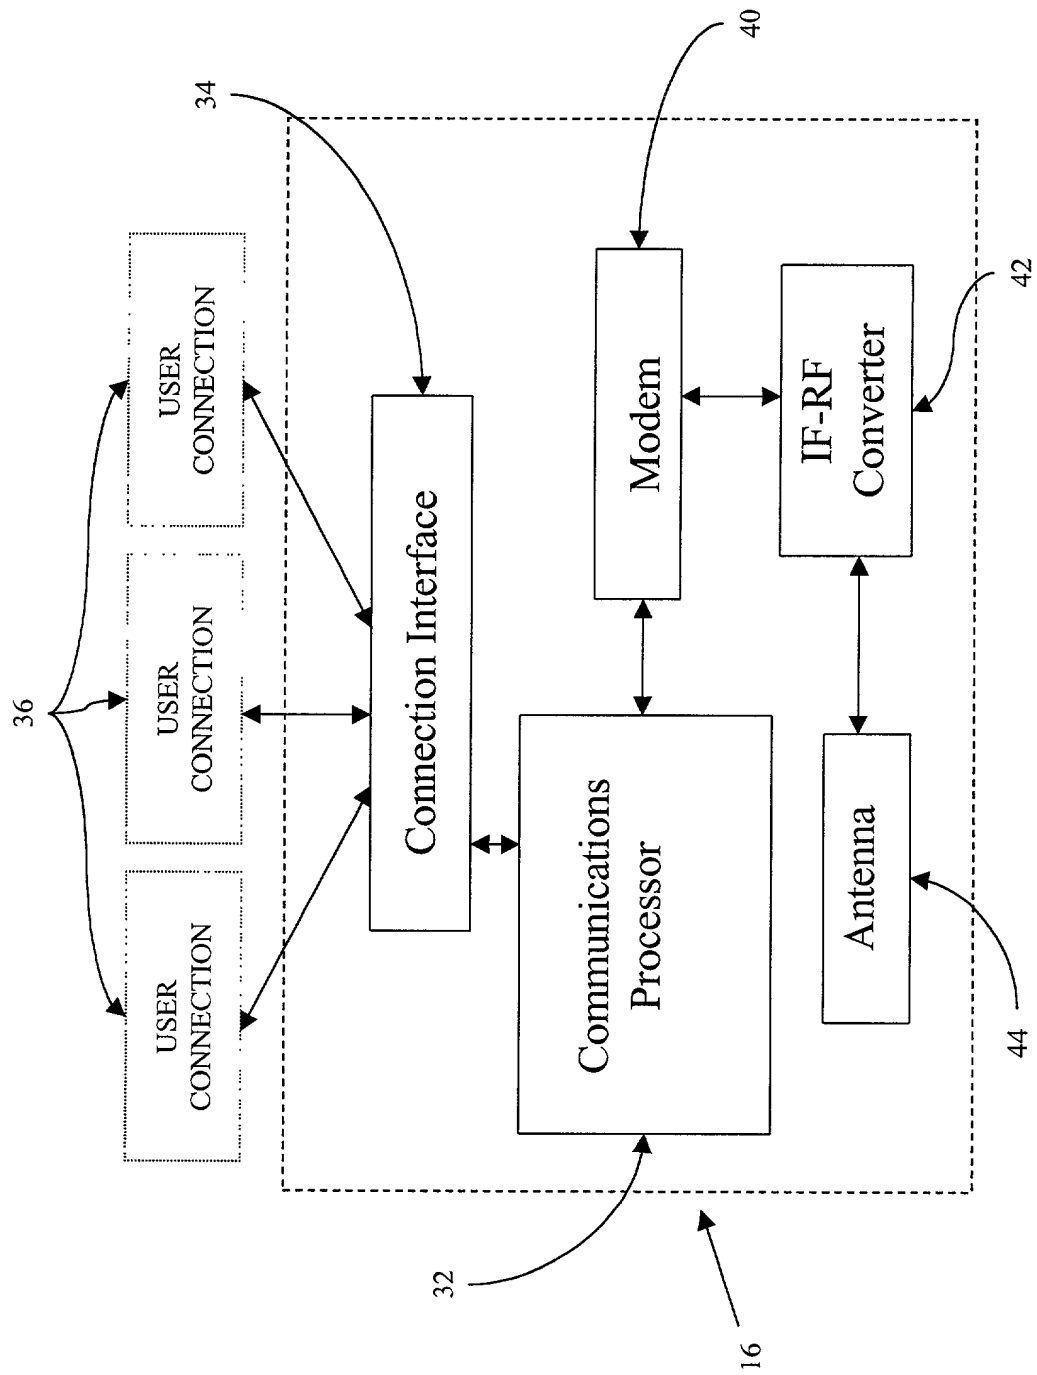 36
USER
CONNECTION
USER
CONNECTION
USER
CONNECTION
34
Connection Interface
32
Communications
Processor
Modem
40
Antenna
44
IF-RF
Converter
42
16